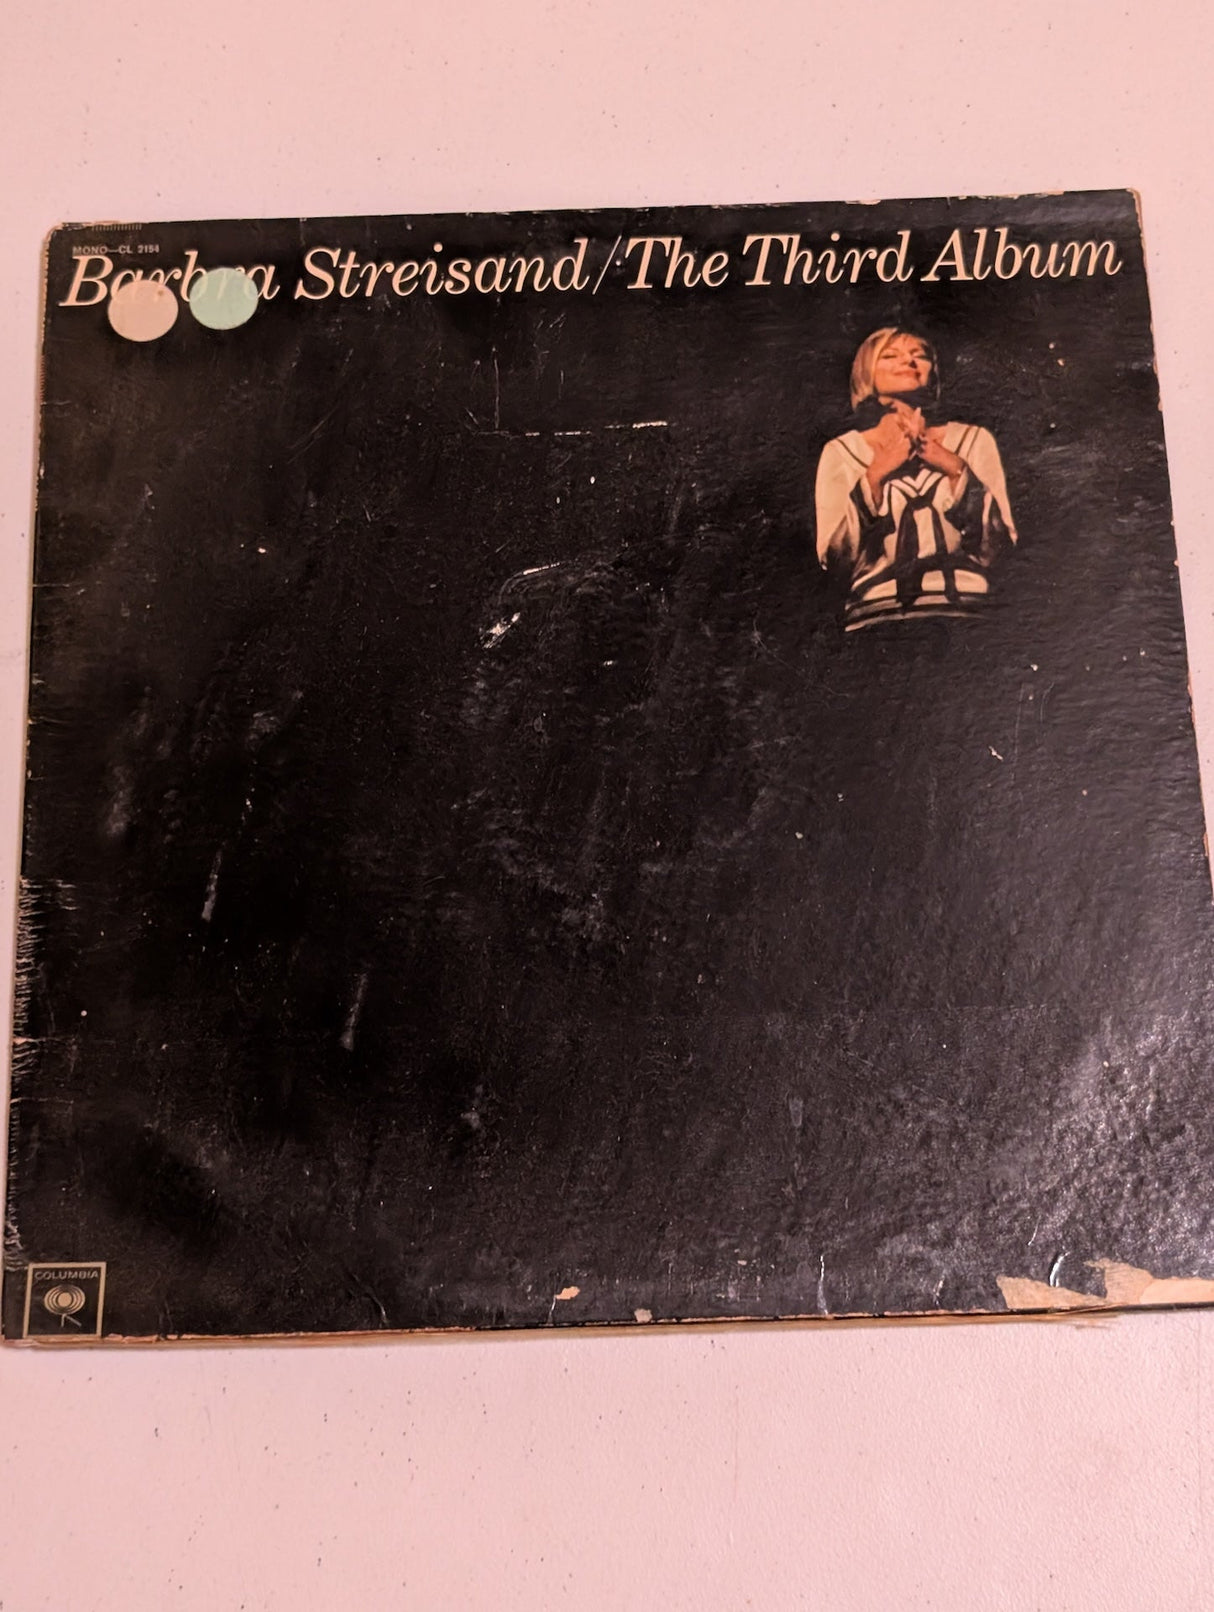 MONO—CL 2154
Barbra Streisand/The Third Album
COLUMBIA